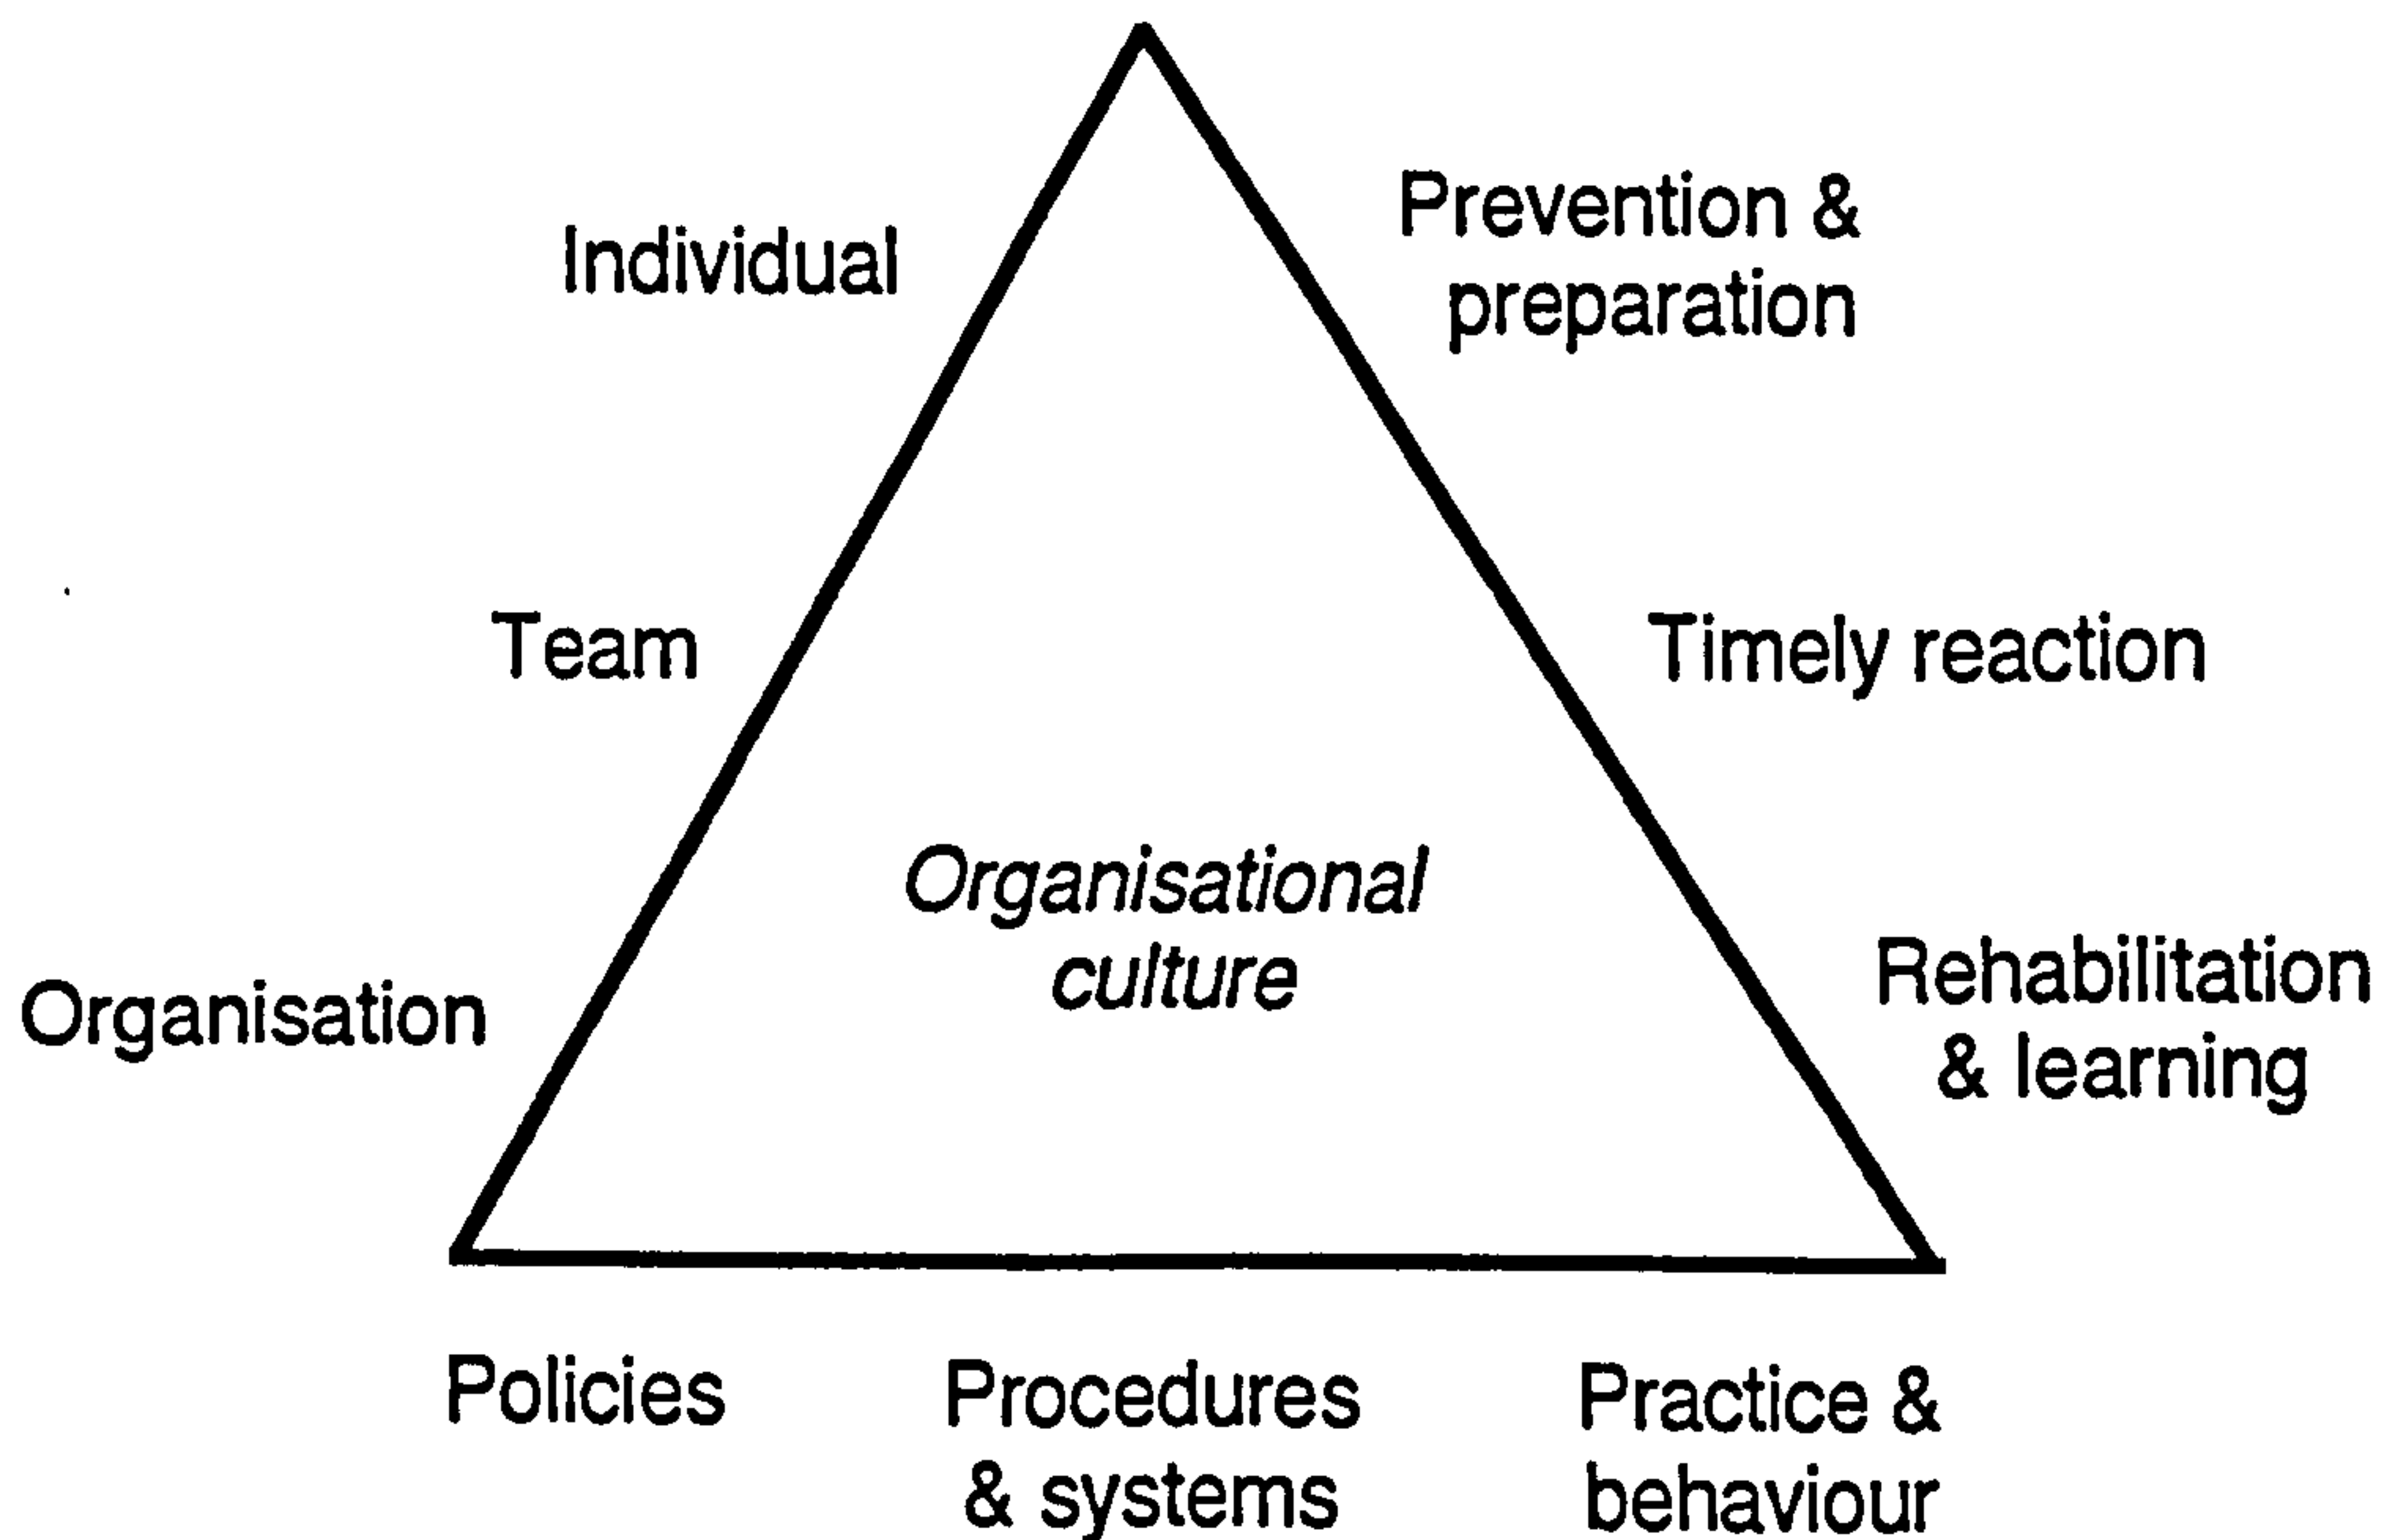 Individual
Prevention &
preparation
Team
Timely reaction
Organisational
culture
Organisation
Rehabilitation
& learning
Policies
Procedures
& systems
Practice &
behaviour